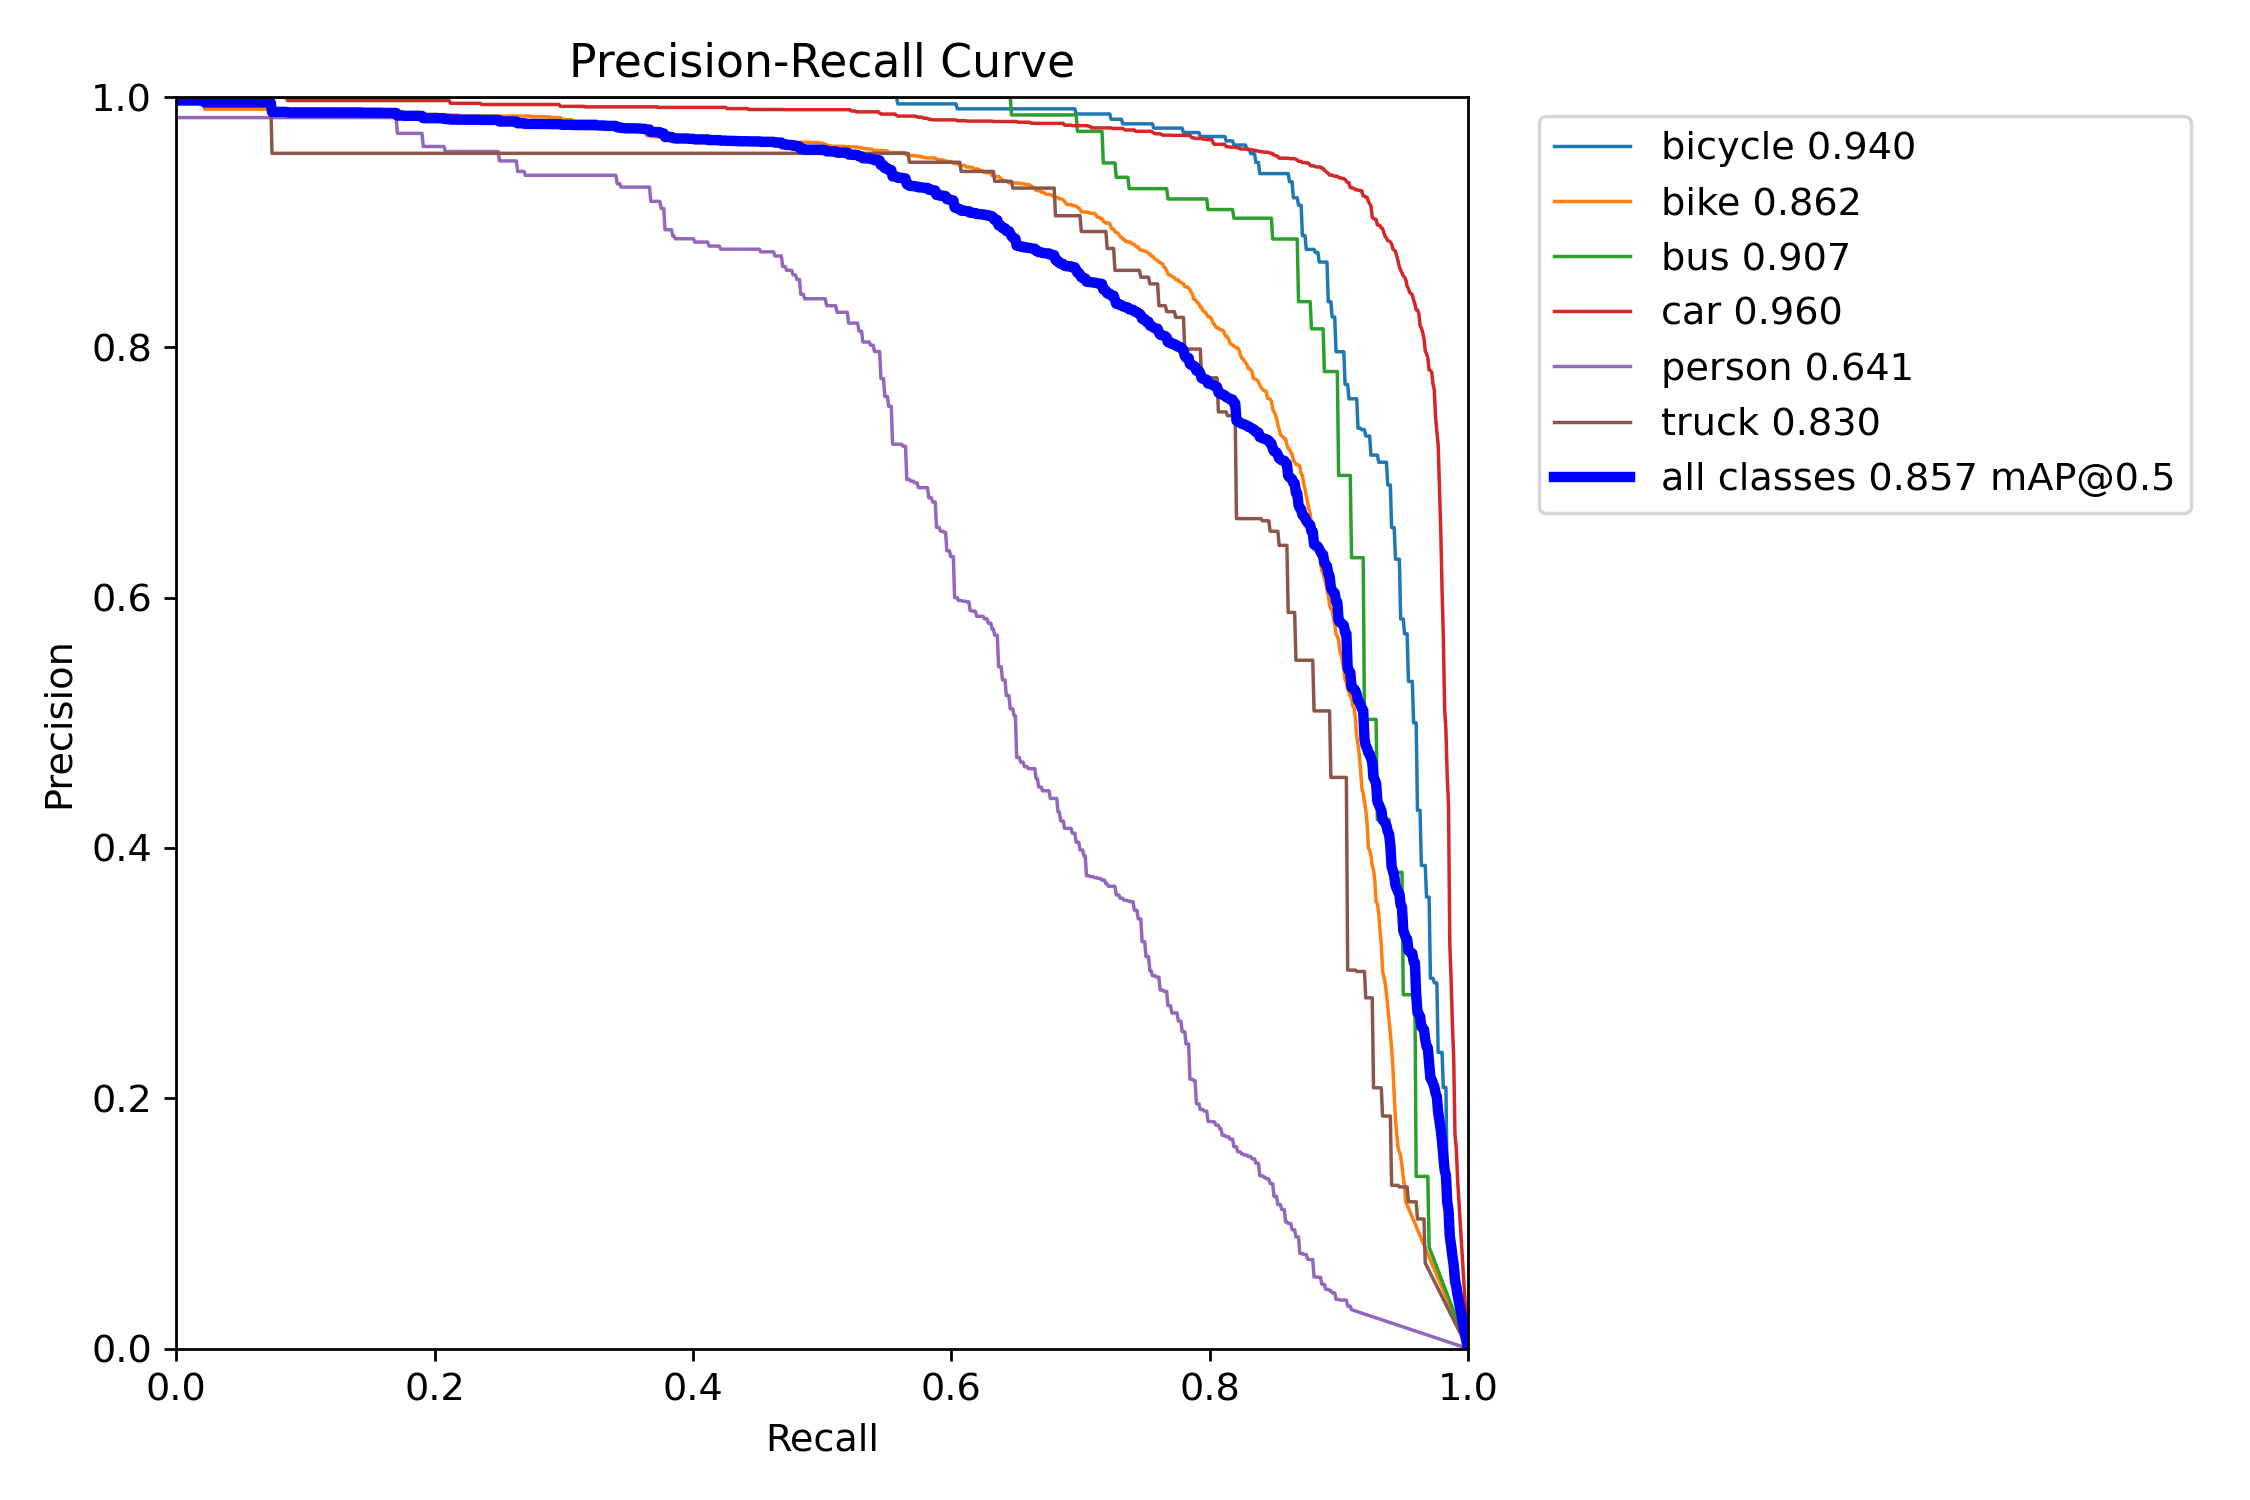 Precision-Recall Curve
1.0
0.8
0.6
0.4
0.2
0.0
Precision
0.0 0.2 0.4 0.6 0.8 1.0
Recall
bicycle 0.940
bike 0.862
bus 0.907
car 0.960
person 0.641
truck 0.830
all classes 0.857 mAP@0.5